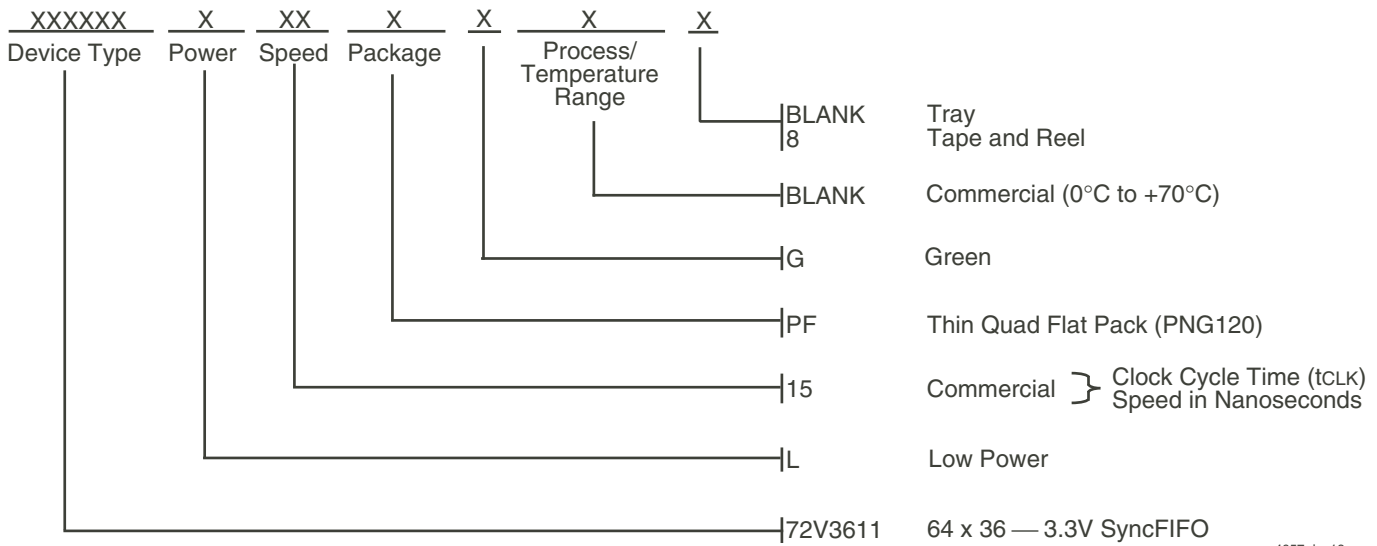 XXXXXX X XX X X X X
Device Type Power Speed Package Process/
Temperature
Range
BLANK Tray
8 Tape and Reel
BLANK Commercial (0°C to +70°C)
G Green
PF Thin Quad Flat Pack (PNG120)
15 Commercial } Clock Cycle Time (tCLK)
Speed in Nanoseconds
L Low Power
72V3611 64 x 36 — 3.3V SyncFIFO